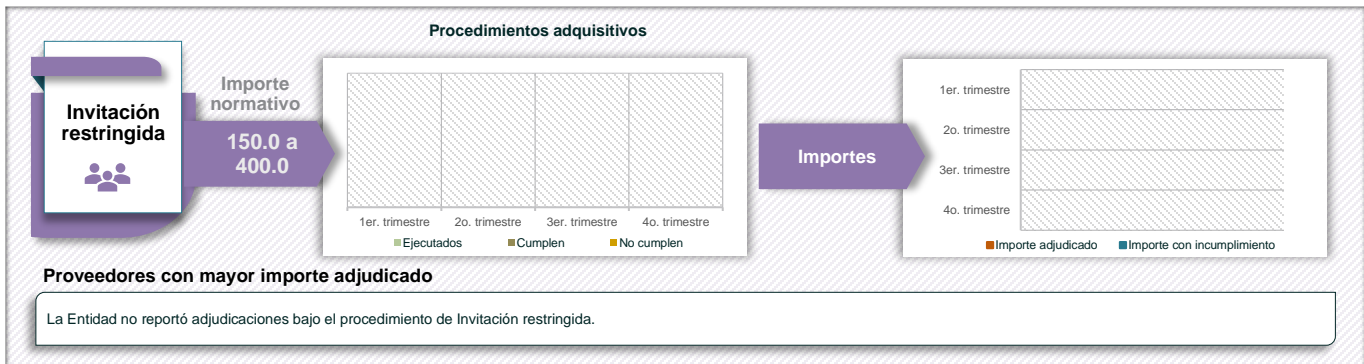 Procedimientos adquisitivos
Invitación
restringida
Importe
normativo
150.0 a
400.0
1er. trimestre 2o. trimestre 3er. trimestre 4o. trimestre
Ejecutados Cumplen No cumplen
Importes
1er. trimestre
2o. trimestre
3er. trimestre
4o. trimestre
Importe adjudicado Importe con incumplimiento
Proveedores con mayor importe adjudicado
La Entidad no reportó adjudicaciones bajo el procedimiento de Invitación restringida.